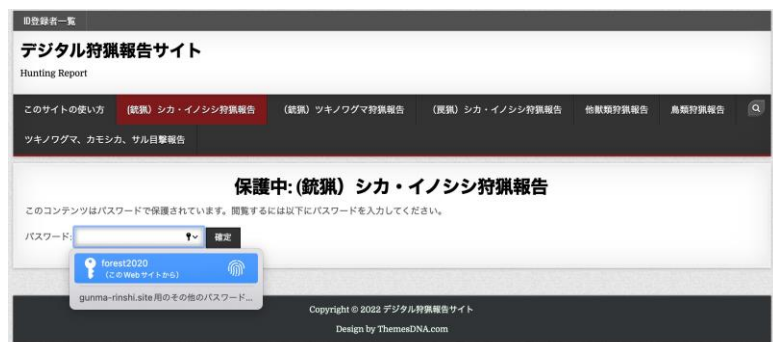 ID登録者一覧
デジタル狩猟報告サイト
Hunting Report
このサイトの使い方 (銃猟）シカ・イノシシ狩猟報告 （銃猟）ツキノワグマ狩猟報告 （罠猟）シカ・イノシシ狩猟報告 他獣類狩猟報告 鳥類狩猟報告
ツキノワグマ、カモシカ、サル目撃報告
保護中: (銃猟）シカ・イノシシ狩猟報告
このコンテンツはパスワードで保護されています。閲覧するには以下にパスワードを入力してください。
パスワード: 確定
forest2020
（このWebサイトから）
gunma-rinshi.site用のその他のパスワード...
Copyright © 2022 デジタル狩猟報告サイト
Design by ThemesDNA.com